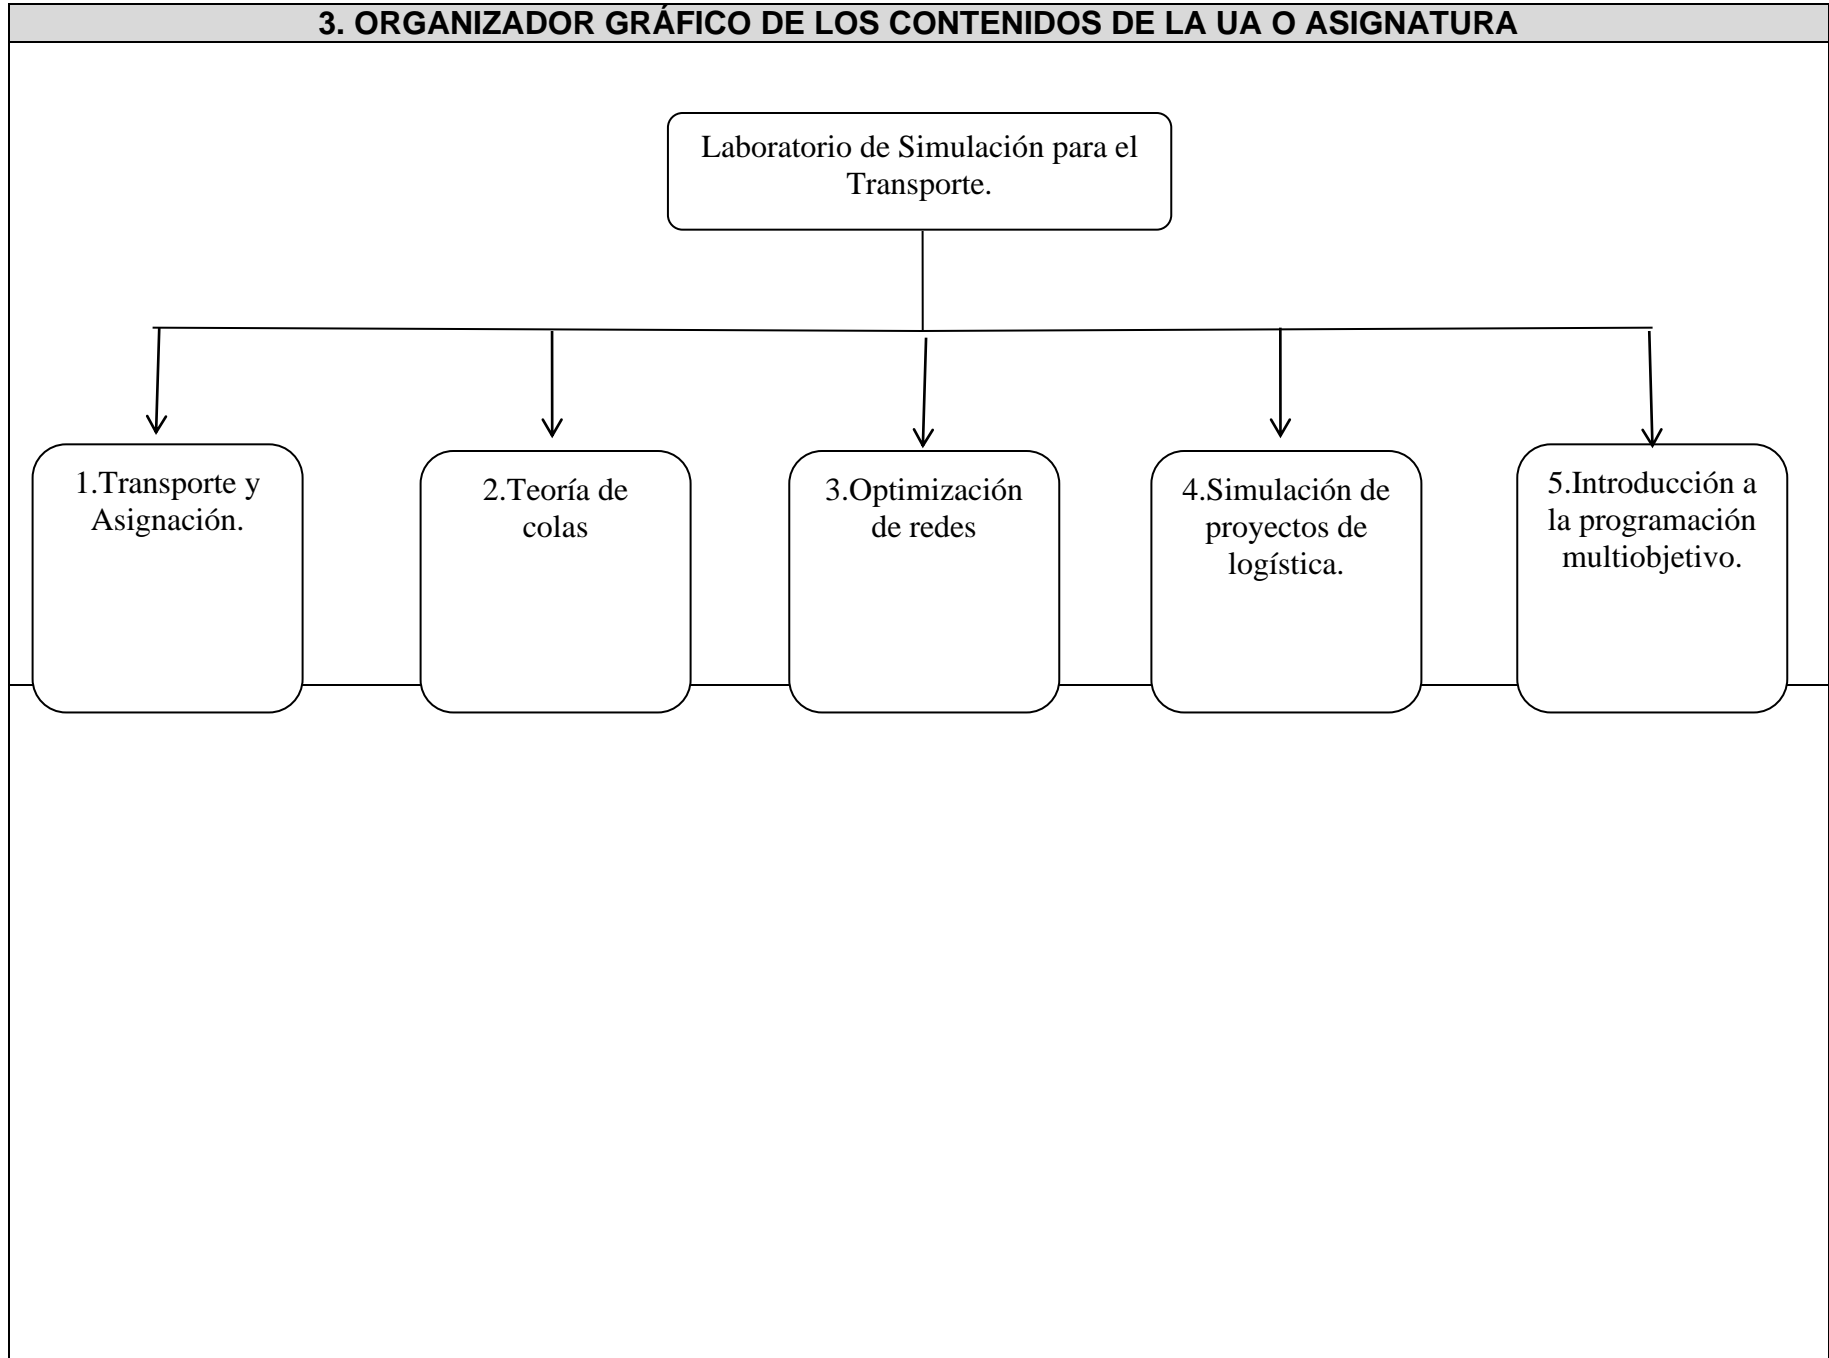 3. ORGANIZADOR GRÁFICO DE LOS CONTENIDOS DE LA UA O ASIGNATURA
Laboratorio de Simulación para el
Transporte.
1.Transporte y
Asignación.
2.Teoría de
colas
3.Optimización
de redes
4.Simulación de
proyectos de
logística.
5.Introducción a
la programación
multiobjetivo.